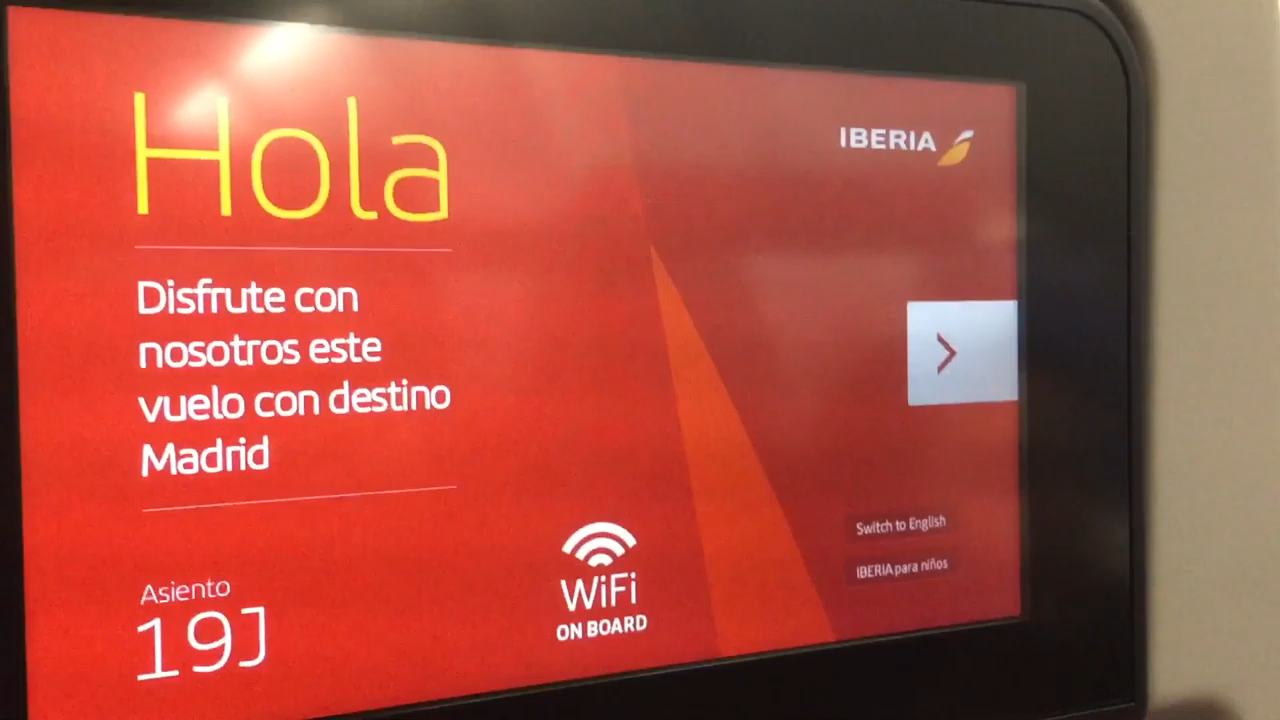 Hola
IBERIA
Disfrute con
nosotros este
vuelo con destino
Madrid
Asiento
19J
WiFi
ON BOARD
Switch to English
IBERIA para niños